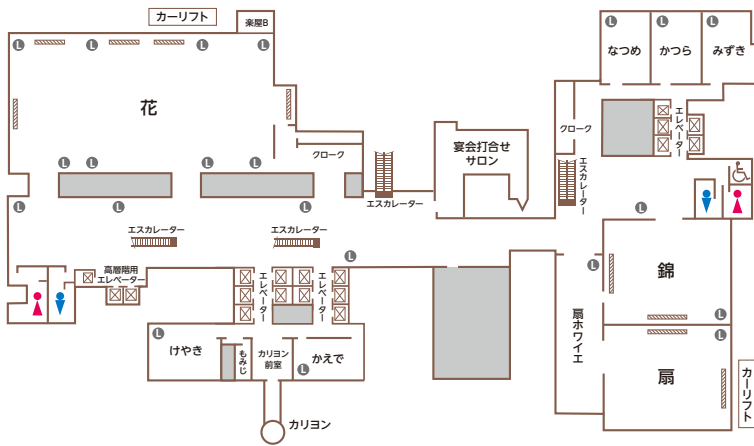 カーリフト
楽屋B
L
L
L
L
なつめ
L
かつら
L
みずき
L
花
クローク
L
L
L
L
L
L
L
エスカレーター
宴会打合せ
サロン
クローク
エスカレーター
エレベーター
L
エスカレーター
エスカレーター
L
高層階用
エレベーター
エレベーター
エレベーター
L
錦
L
扇ホワイエ
L
扇
カーリフト
L
けやき
もみじ
カリヨン
前室
かえで
L
カリヨン